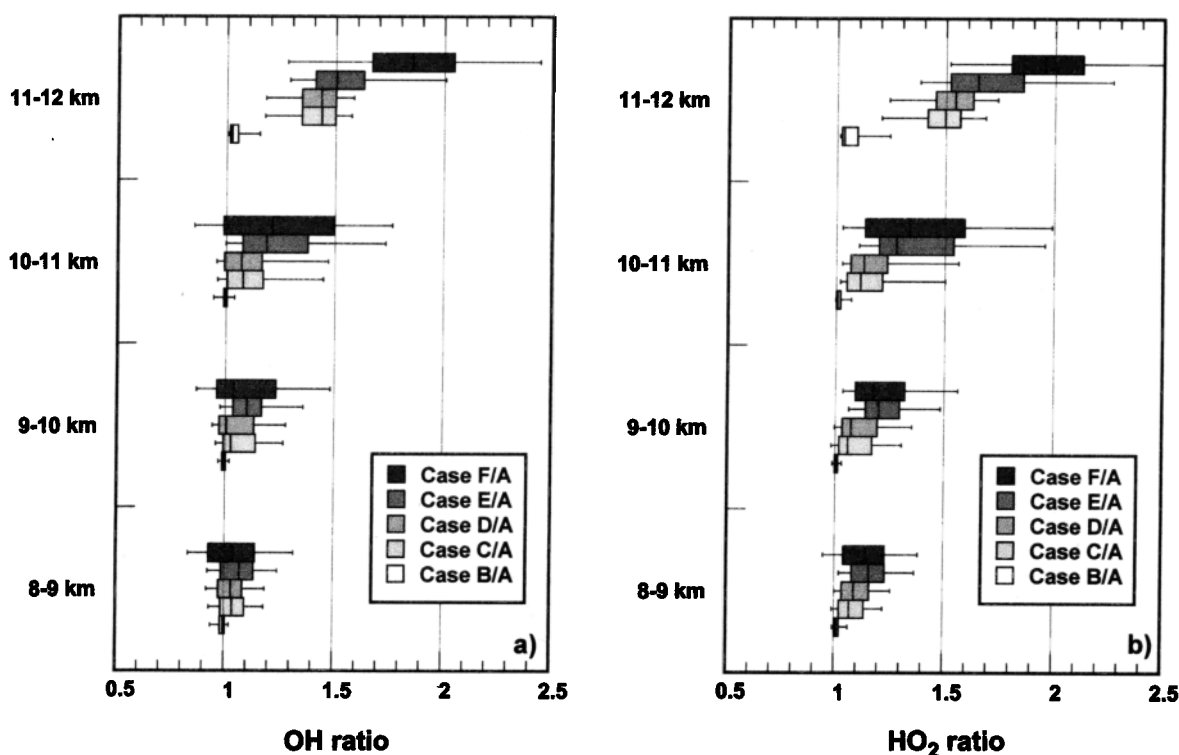 11-12 km
10-11 km
9-10 km
8-9 km
Case F/A
Case E/A
Case D/A
Case C/A
Case B/A
a)
0.5 1 1.5 2 2.5
OH ratio
11-12 km
10-11 km
9-10 km
8-9 km
Case F/A
Case E/A
Case D/A
Case C/A
Case B/A
b)
0.5 1 1.5 2 2.5
HO₂ ratio